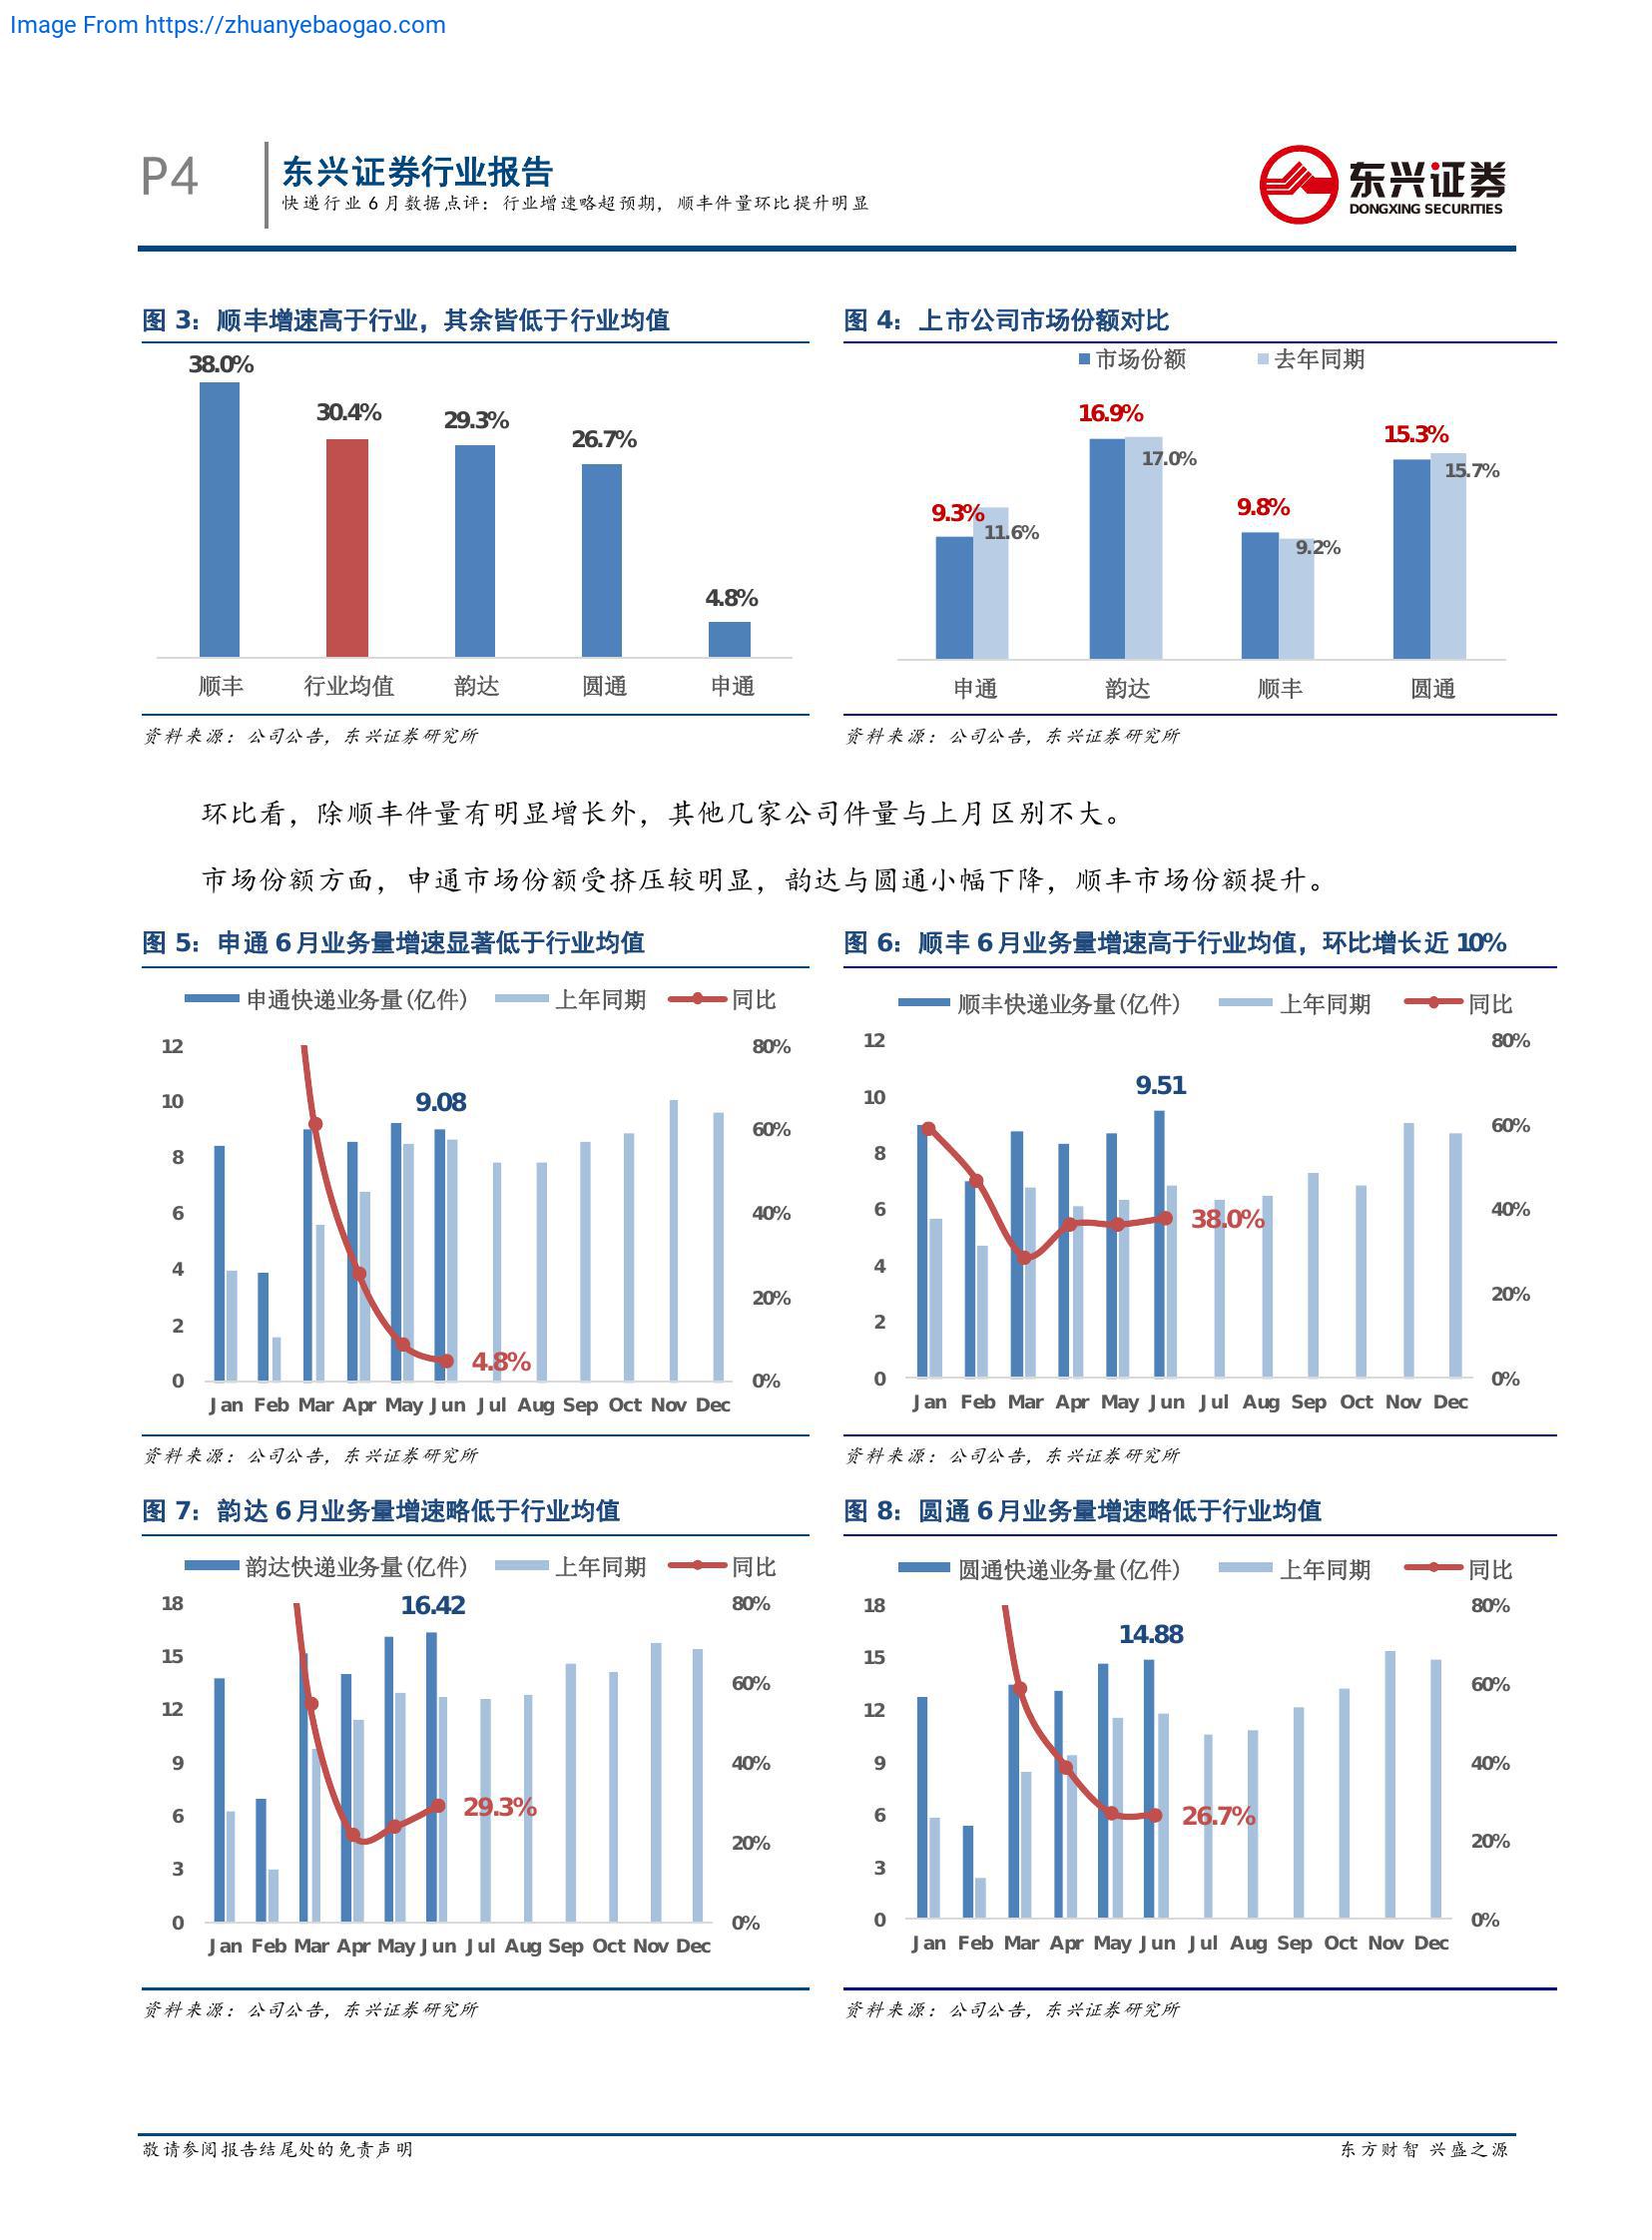 Image From https://zhuanyebaogao.com
P4
东兴证券行业报告
快递行业 6 月数据点评：行业增速略超预期，顺丰件量环比提升明显
东兴证券
DONGXING SECURITIES
图 3：顺丰增速高于行业，其余皆低于行业均值
38.0%
30.4%
29.3%
26.7%
4.8%
顺丰 行业均值 韵达 圆通 申通
资料来源：公司公告，东兴证券研究所
图 4：上市公司市场份额对比
市场份额 去年同期
9.3% 11.6%
16.9% 17.0%
9.8% 9.2%
15.3% 15.7%
申通 韵达 顺丰 圆通
资料来源：公司公告，东兴证券研究所
环比看，除顺丰件量有明显增长外，其他几家公司件量与上月区别不大。
市场份额方面，申通市场份额受挤压较明显，韵达与圆通小幅下降，顺丰市场份额提升。
图 5：申通 6 月业务量增速显著低于行业均值
申通快递业务量(亿件) 上年同期 同比
12 80%
10
9.08
60%
8
6 40%
4
20%
2
4.8%
0 0%
Jan Feb Mar Apr May Jun Jul Aug Sep Oct Nov Dec
资料来源：公司公告，东兴证券研究所
图 6：顺丰 6 月业务量增速高于行业均值，环比增长近 10%
顺丰快递业务量(亿件) 上年同期 同比
12 80%
9.51
10
60%
8
6 40%
38.0%
4
20%
2
0 0%
Jan Feb Mar Apr May Jun Jul Aug Sep Oct Nov Dec
资料来源：公司公告，东兴证券研究所
图 7：韵达 6 月业务量增速略低于行业均值
韵达快递业务量(亿件) 上年同期 同比
18 16.42 80%
15
60%
12
9 40%
29.3%
6
20%
3
0 0%
Jan Feb Mar Apr May Jun Jul Aug Sep Oct Nov Dec
资料来源：公司公告，东兴证券研究所
图 8：圆通 6 月业务量增速略低于行业均值
圆通快递业务量(亿件) 上年同期 同比
18 80%
14.88
15
60%
12
9 40%
6 26.7%
20%
3
0 0%
Jan Feb Mar Apr May Jun Jul Aug Sep Oct Nov Dec
资料来源：公司公告，东兴证券研究所
敬请参阅报告结尾处的免责声明
东方财智 兴盛之源